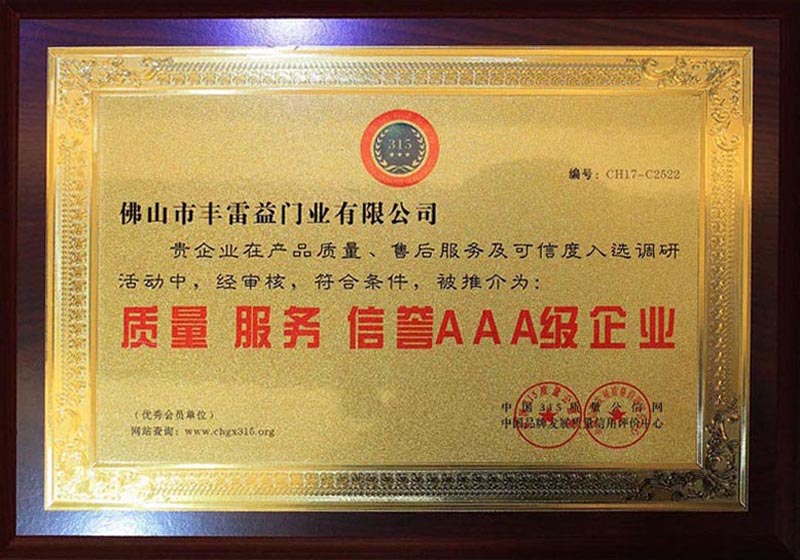 315
编号：CH17-C2522
佛山市丰雷益门业有限公司
贵企业在产品质量、售后服务及可信度入选调研
活动中，经审核，符合条件，被推介为：
质量 服务 信誉AAA级企业
（优秀会员单位）
网站查询：www.chgx315.org
中国315质量公信网
中国品牌发展质量信用评价中心